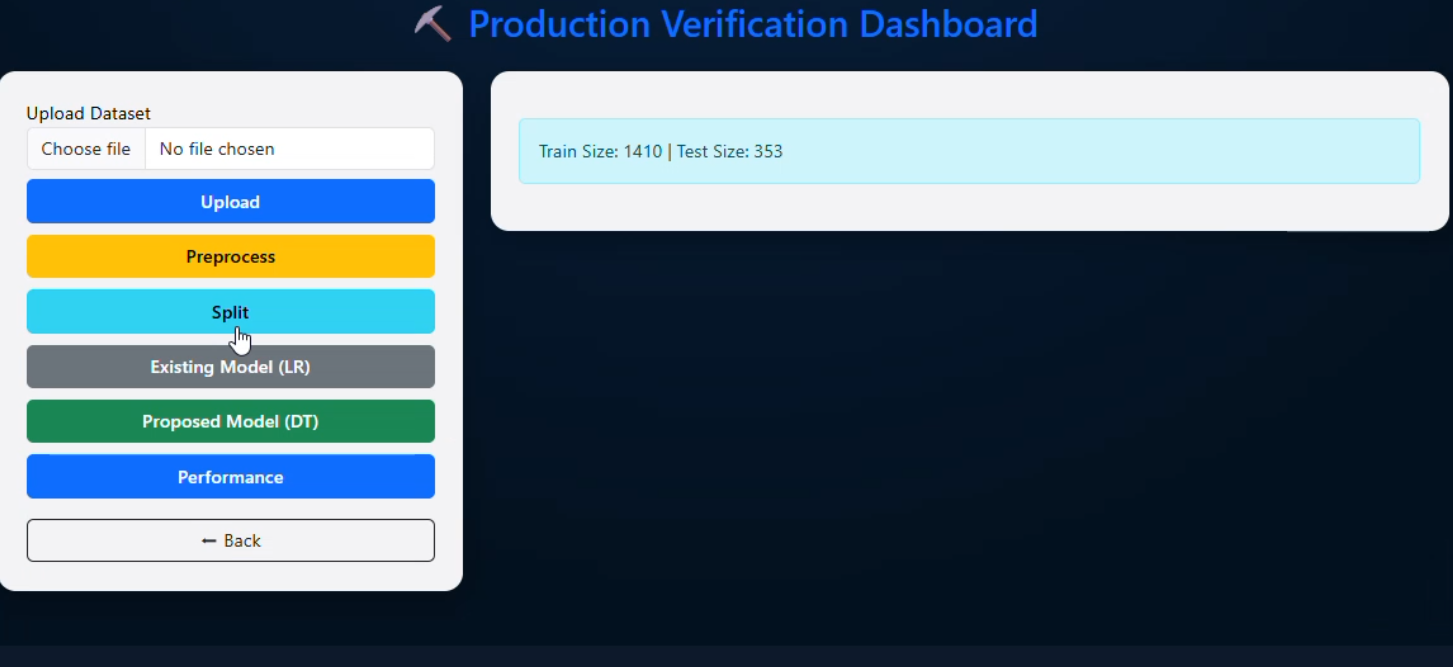 Production Verification Dashboard
Upload Dataset
Choose file No file chosen
Upload
Preprocess
Split
Existing Model (LR)
Proposed Model (DT)
Performance
← Back
Train Size: 1410 | Test Size: 353